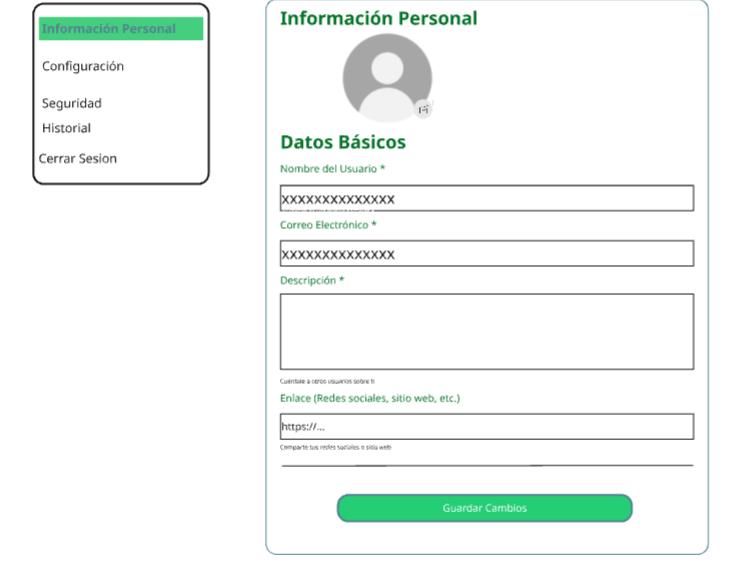 Información Personal
Configuración
Seguridad
Historial
Cerrar Sesion
Información Personal
Datos Básicos
Nombre del Usuario *
XXXXXXXXXXXXXX
Correo Electrónico *
XXXXXXXXXXXXXX
Descripción *
Cuéntale a otros usuarios sobre ti
Enlace (Redes sociales, sitio web, etc.)
https://...
Comparte tus redes sociales o sitio web
Guardar Cambios